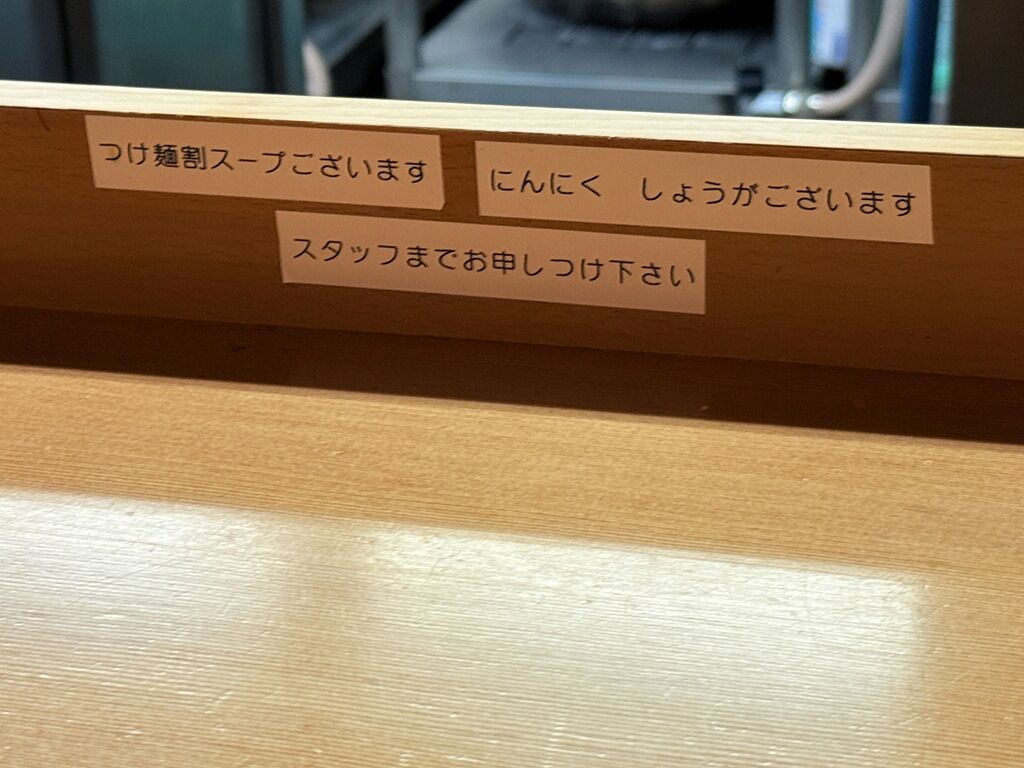 つけ麺割スープございます
にんにく　しょうがございます
スタッフまでお申しつけ下さい